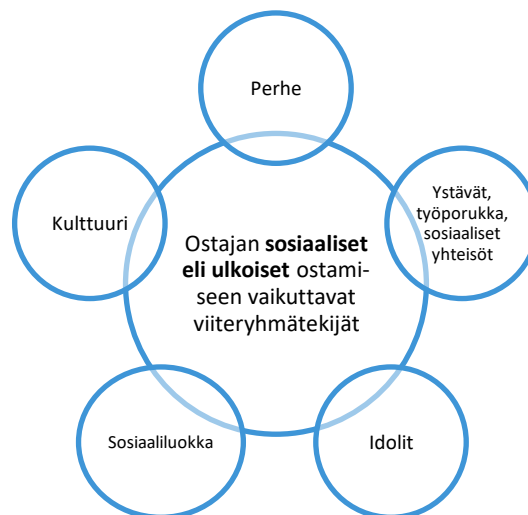 Perhe
Ystävät,
työporukka,
sosiaaliset
yhteisöt
Kulttuuri
Ostajan sosiaaliset
eli ulkoiset ostami-
seen vaikuttavat
viiteryhmätekijät
Sosiaaliluokka
Idolit